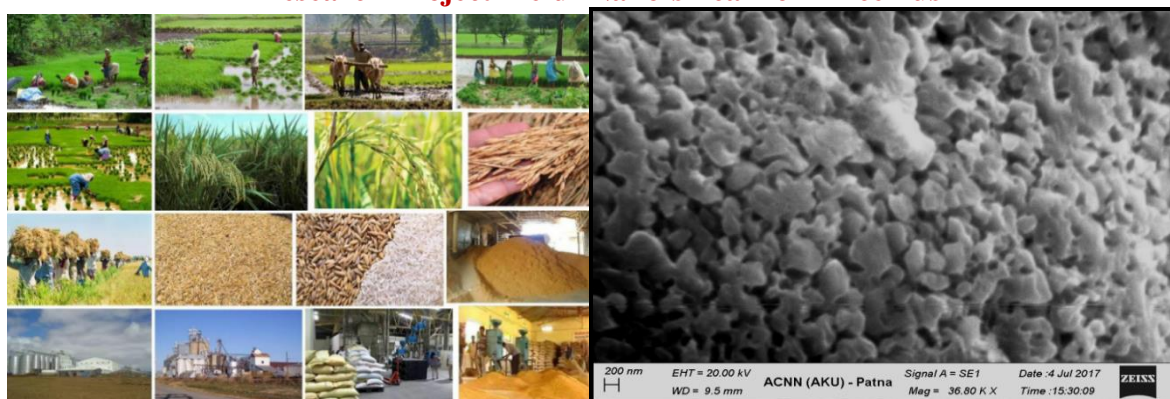 200 nm
EHT = 20.00 kV
WD = 9.5 mm
ACNN (AKU) - Patna
Signal A = SE1
Mag = 36.80 K X
Date :4 Jul 2017
Time :15:30:09
ZEISS